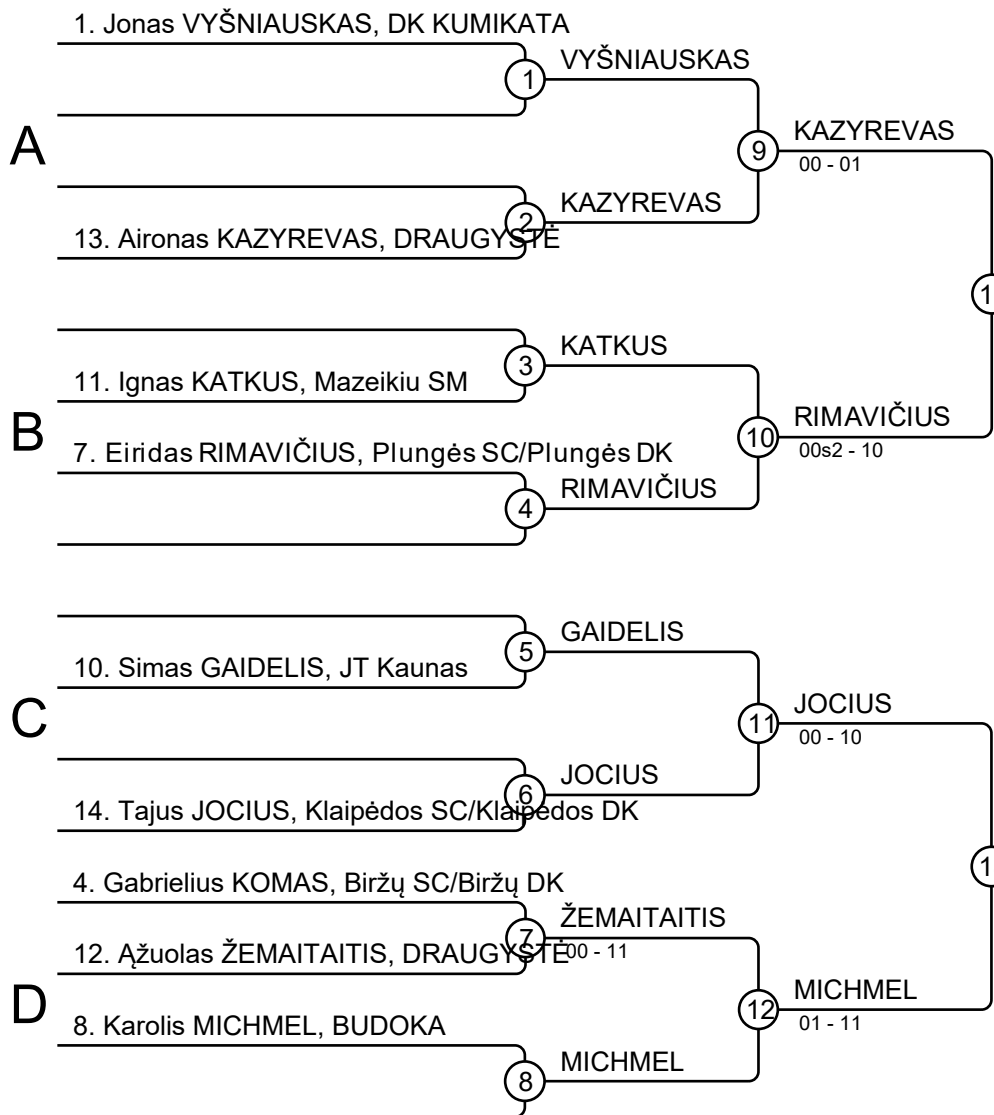 1. Jonas VYŠNIAUSKAS, DK KUMIKATA
1
VYŠNIAUSKAS
A
9
KAZYREVAS
00 - 01
2
KAZYREVAS
13. Aironas KAZYREVAS, DRAUGYSTĖ
1
3
KATKUS
11. Ignas KATKUS, Mazeikiu SM
B
10
RIMAVIČIUS
00s2 - 10
7. Eiridas RIMAVIČIUS, Plungės SC/Plungės DK
4
RIMAVIČIUS
5
GAIDELIS
10. Simas GAIDELIS, JT Kaunas
C
11
JOCIUS
00 - 10
6
JOCIUS
14. Tajus JOCIUS, Klaipėdos SC/Klaipėdos DK
1
4. Gabrielius KOMAS, Biržų SC/Biržų DK
7
ŽEMAITAITIS
00 - 11
12. Ąžuolas ŽEMAITAITIS, DRAUGYSTĖ
D
12
MICHMEL
01 - 11
8. Karolis MICHMEL, BUDOKA
8
MICHMEL